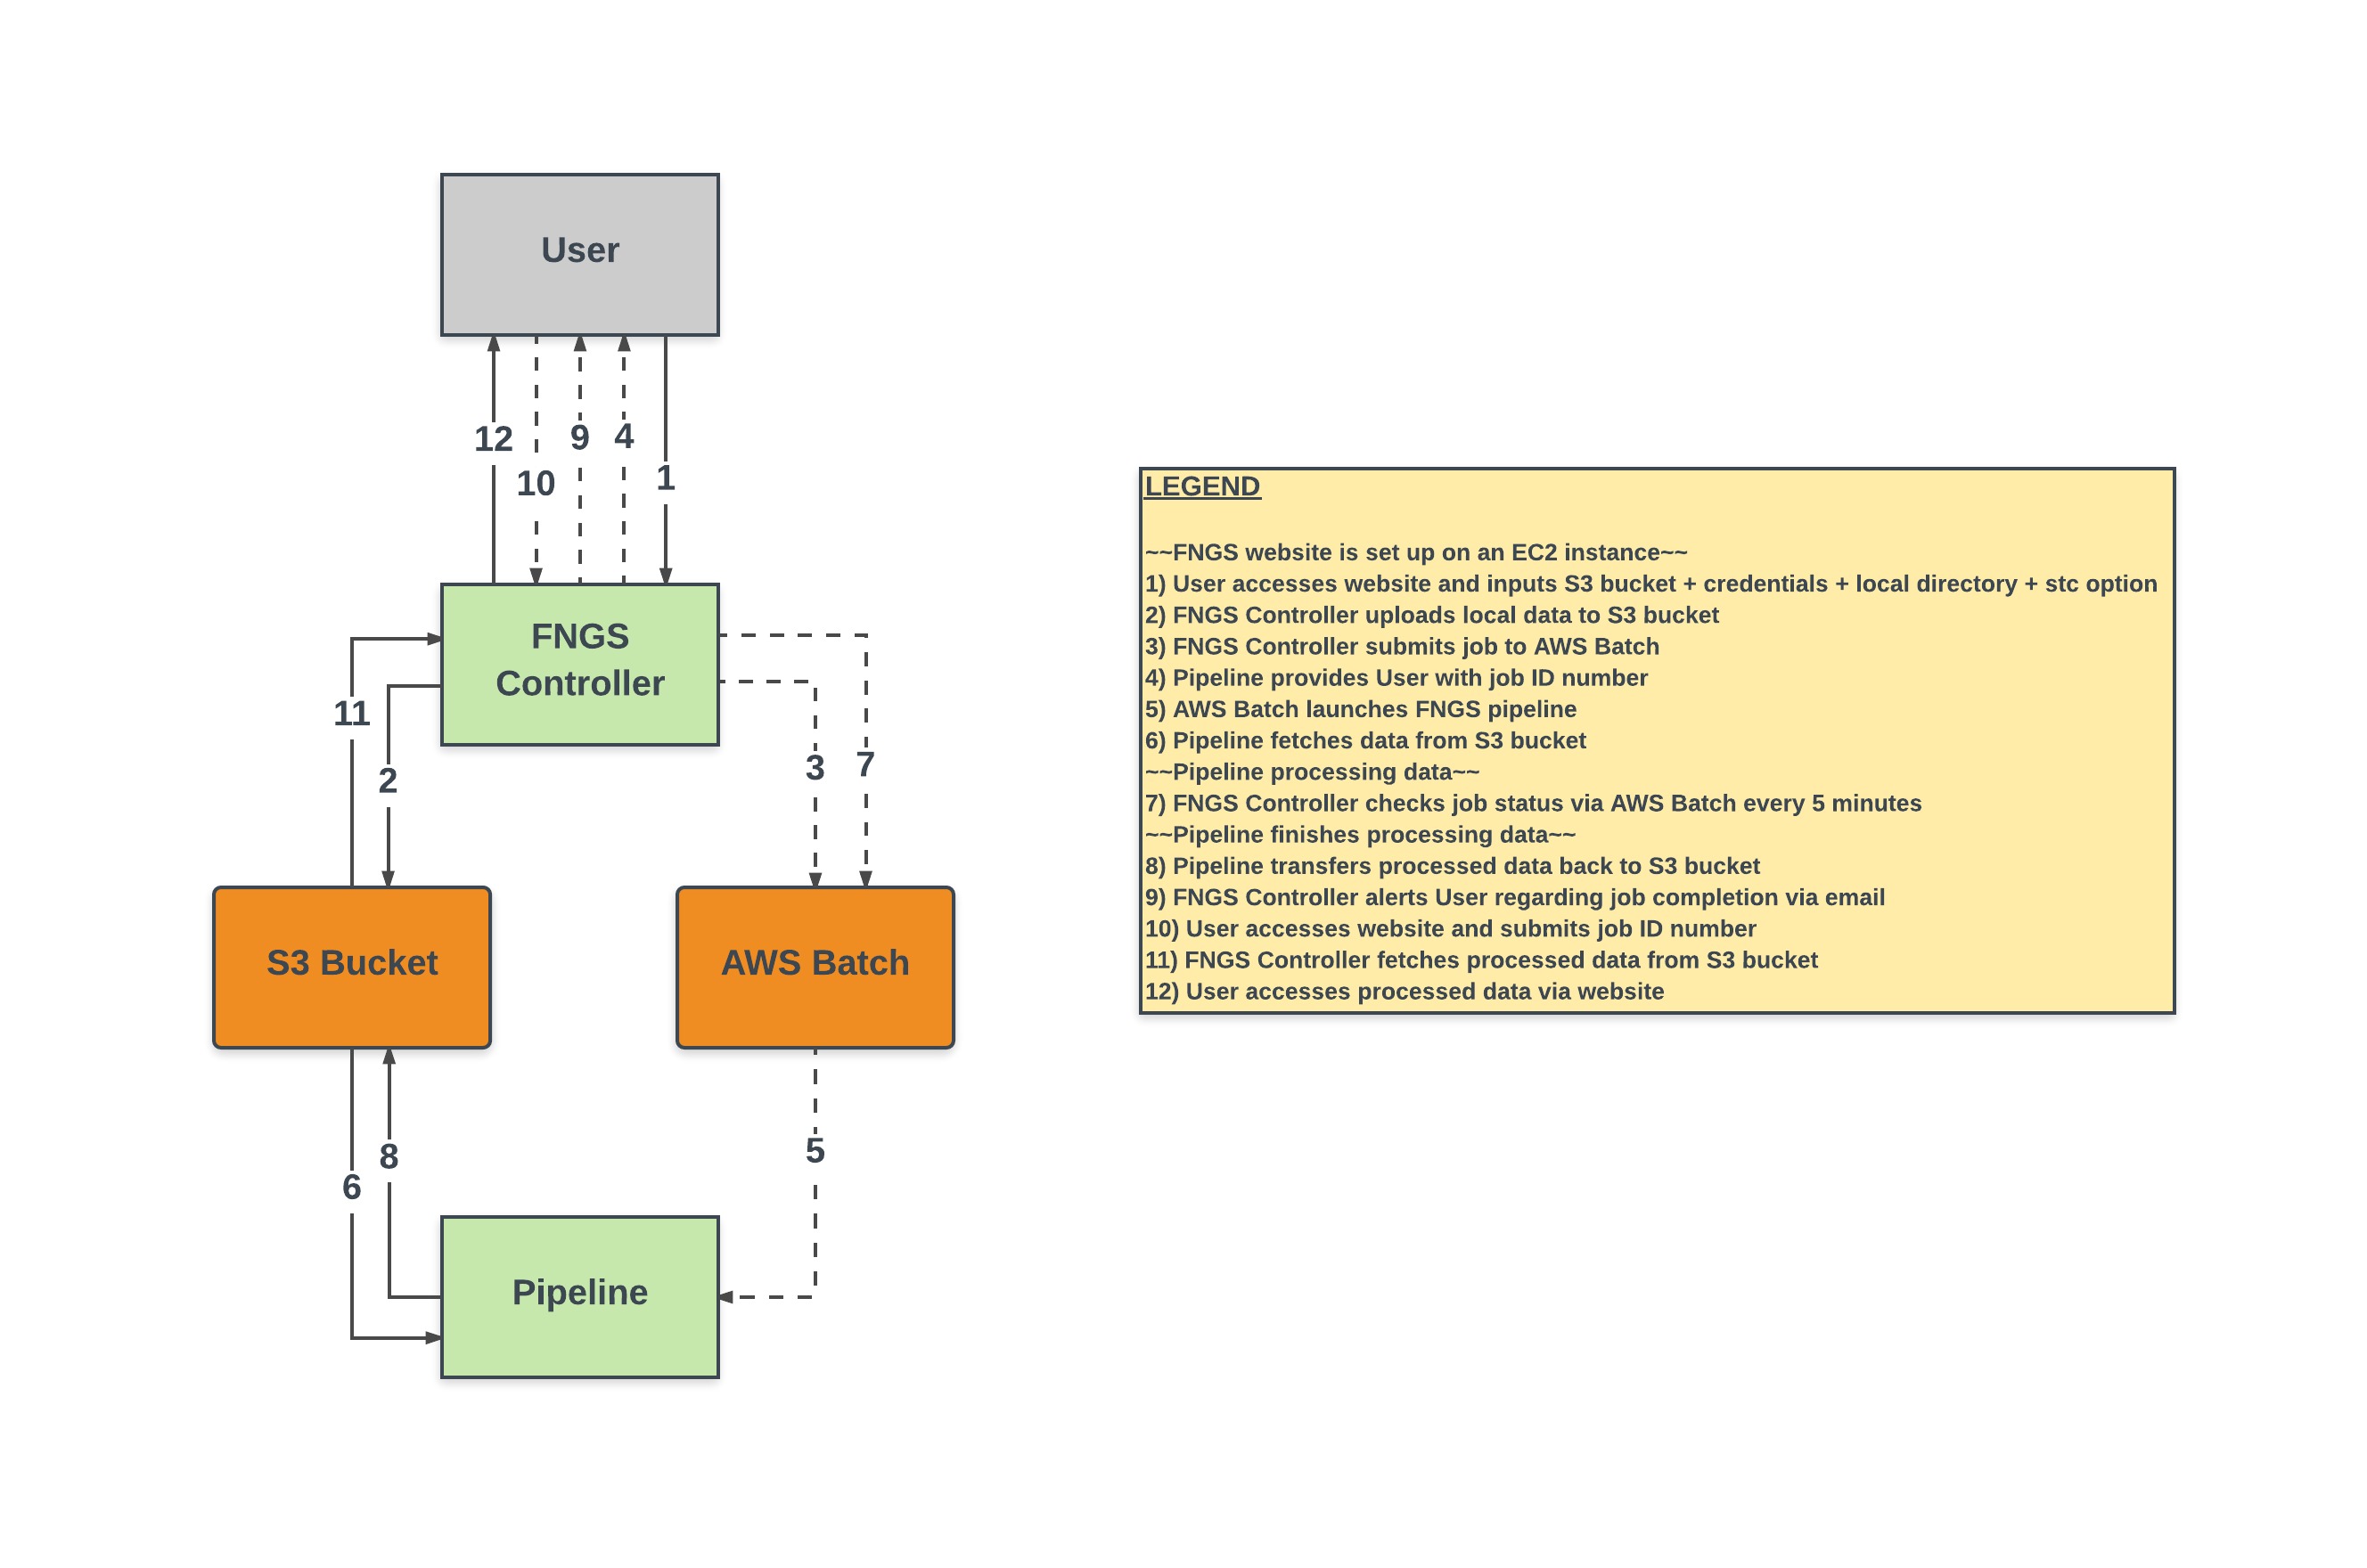 User
12
10
9
4
1
FNGS
Controller
11
2
3
7
S3 Bucket
AWS Batch
8
6
5
Pipeline
LEGEND
~~FNGS website is set up on an EC2 instance~~
1) User accesses website and inputs S3 bucket + credentials + local directory + stc option
2) FNGS Controller uploads local data to S3 bucket
3) FNGS Controller submits job to AWS Batch
4) Pipeline provides User with job ID number
5) AWS Batch launches FNGS pipeline
6) Pipeline fetches data from S3 bucket
~~Pipeline processing data~~
7) FNGS Controller checks job status via AWS Batch every 5 minutes
~~Pipeline finishes processing data~~
8) Pipeline transfers processed data back to S3 bucket
9) FNGS Controller alerts User regarding job completion via email
10) User accesses website and submits job ID number
11) FNGS Controller fetches processed data from S3 bucket
12) User accesses processed data via website